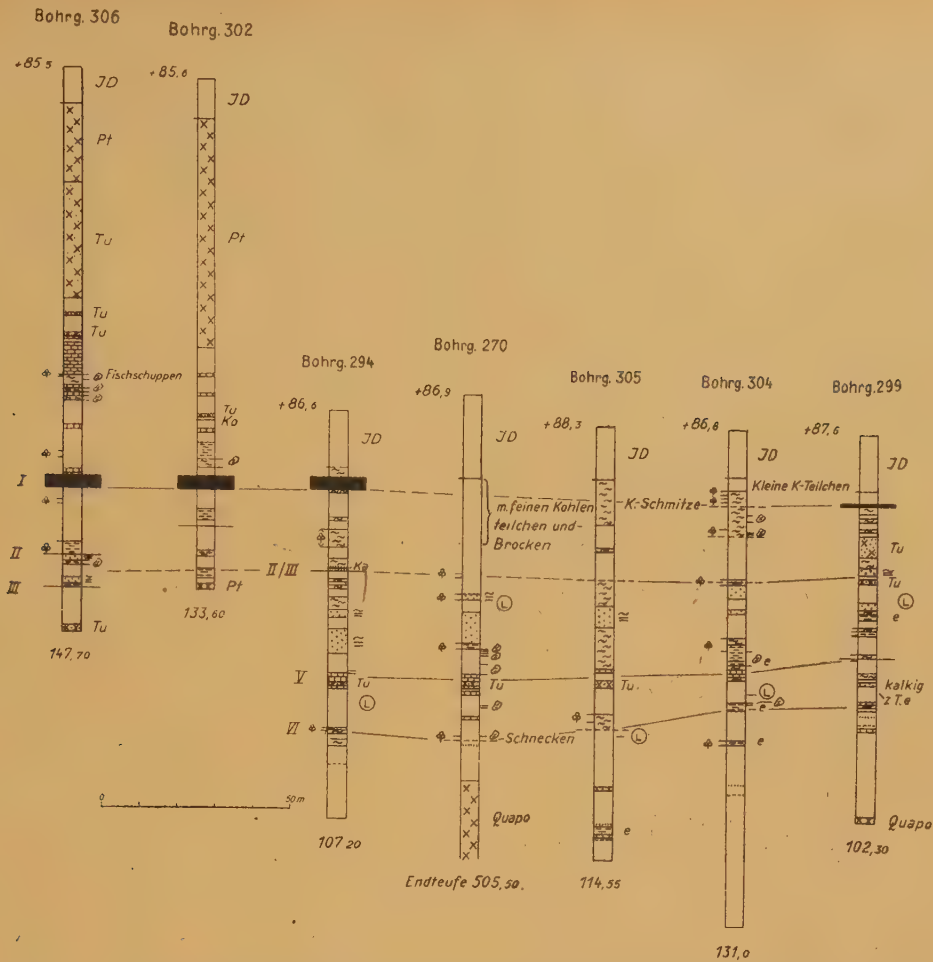 Bohrg. 306
Bohrg. 302
+85,5
JD
Pt
Tu
Tu
Tu
Fischschuppen
I
II
III
Tu
147,70
+85,6
JD
Pt
Tu
Ka
Pt
133,60
Bohrg. 294
+86,6
JD
Ka
II/III
V
Tu
L
VI
107,20
0 50m
Bohrg. 270
+86,9
JD
m. feinen Kohlen
teilchen und-
Brocken
L
Tu
Schnecken
Quapo
Endteufe 505,50.
Bohrg. 305
+88,3
JD
K.-Schmitze
Tu
L
e
114,55
Bohrg. 304
+86,8
JD
Kleine K-Teilchen
e
L
e
e
131,0
Bohrg. 299
+87,6
JD
Tu
Tu
L
e
kalkig
z T. e
Quapo
102,30